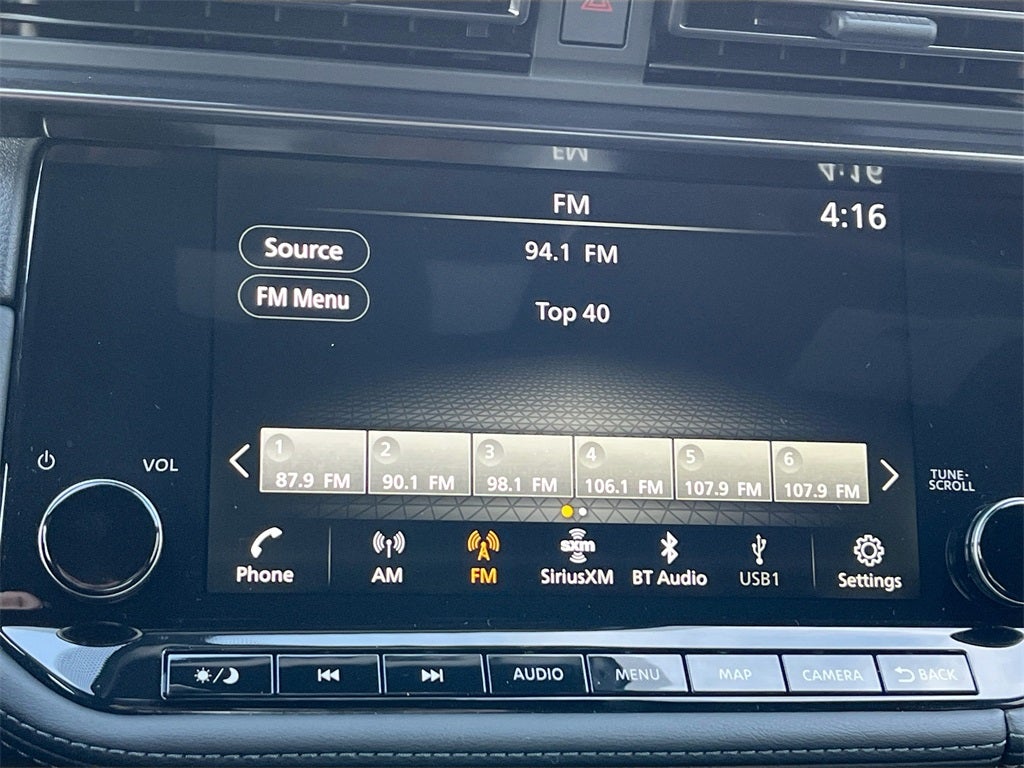 FM
4:16
Source
94.1 FM
FM Menu
Top 40
1 2 3 4 5 6
87.9 FM 90.1 FM 98.1 FM 106.1 FM 107.9 FM 107.9 FM
VOL
TUNE·
SCROLL
sxm
Phone AM FM SiriusXM BT Audio USB1 Settings
AUDIO MENU MAP CAMERA BACK